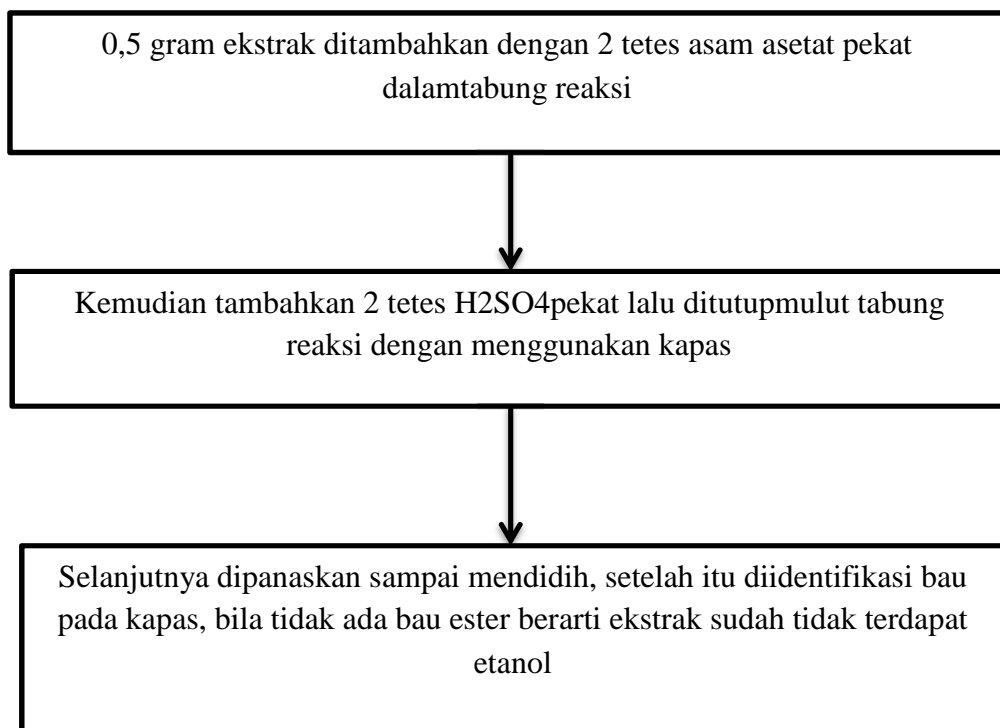 0,5 gram ekstrak ditambahkan dengan 2 tetes asam asetat pekat
dalamtabung reaksi
Kemudian tambahkan 2 tetes H2SO4pekat lalu ditutupmulut tabung
reaksi dengan menggunakan kapas
Selanjutnya dipanaskan sampai mendidih, setelah itu diidentifikasi bau
pada kapas, bila tidak ada bau ester berarti ekstrak sudah tidak terdapat
etanol